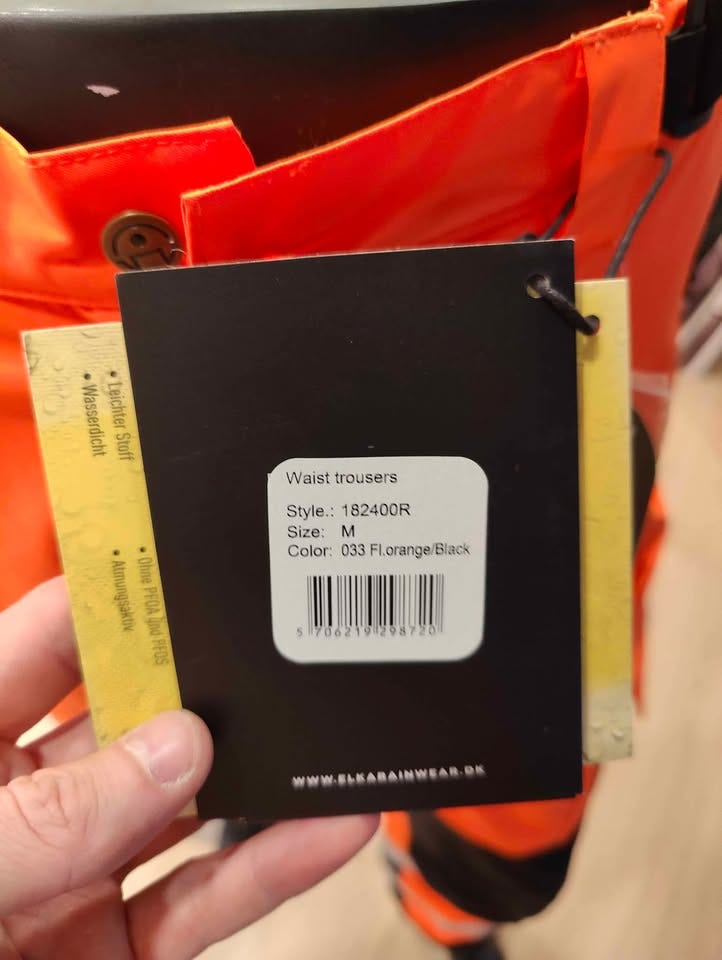 Waist trousers
Style.: 182400R
Size: M
Color: 033 Fl.orange/Black
5 706219 298720
WWW.ELKARAINWEAR.DK
• Leichter Stoff
• Wasserdicht
• Ohne PFOA und PFOS
• Atmungsaktiv